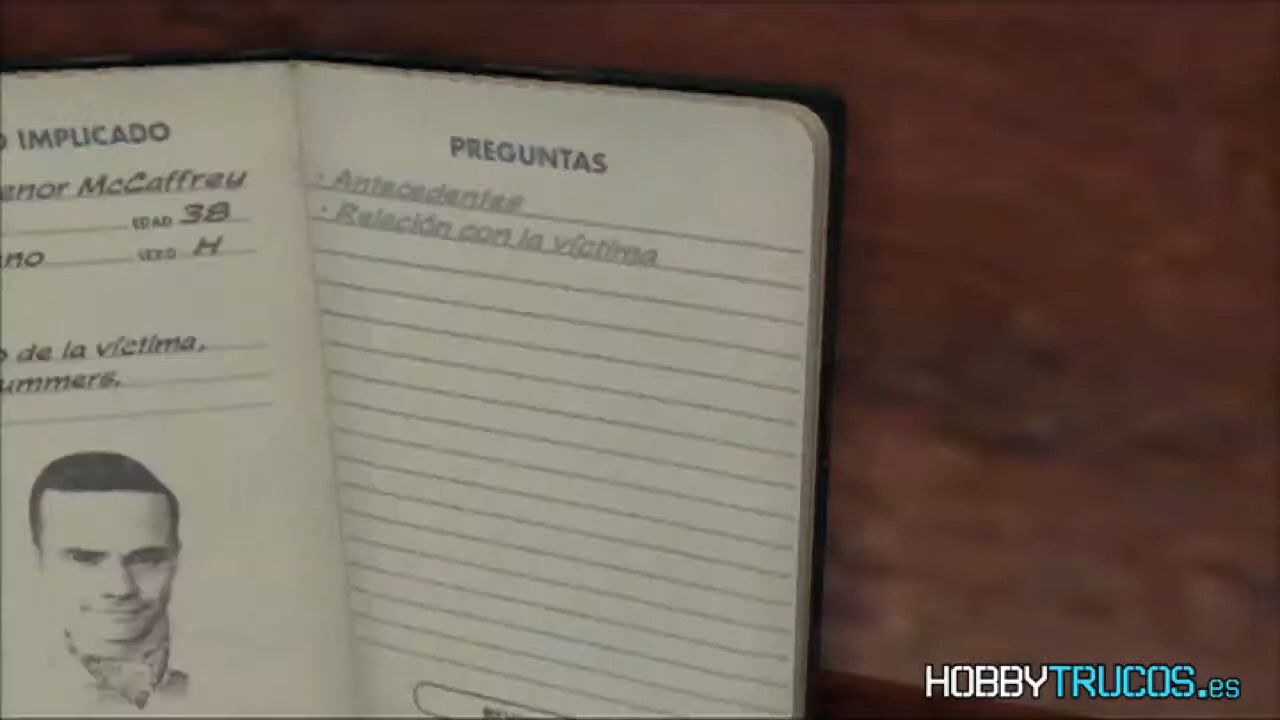 O IMPLICADO
enor McCaffrey
EDAD 38
no SEXO H
o de la víctima,
ummers.
PREGUNTAS
· Antecedentes
· Relación con la víctima
HOBBYTRUCOS.es